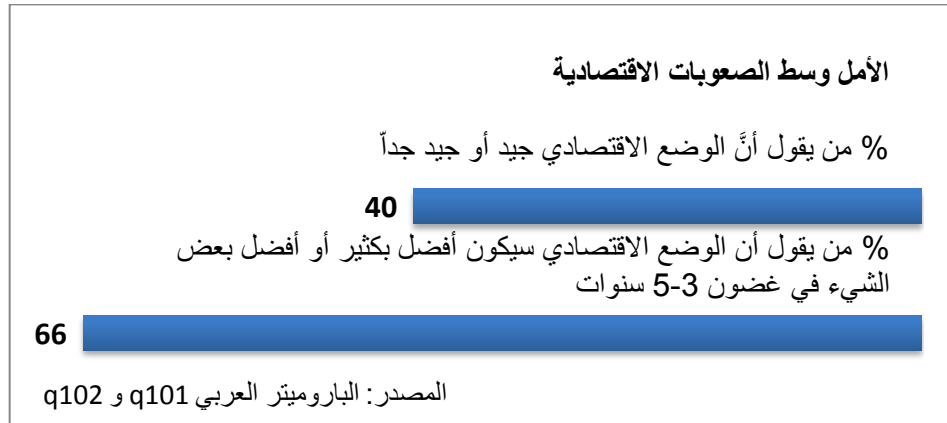 الأمل وسط الصعوبات الاقتصادية
% من يقول أنَّ الوضع الاقتصادي جيد أو جيد جداّ
40
% من يقول أن الوضع الاقتصادي سيكون أفضل بكثير أو أفضل بعض
الشيء في غضون 3-5 سنوات
66
المصدر: الباروميتر العربي q101 و q102